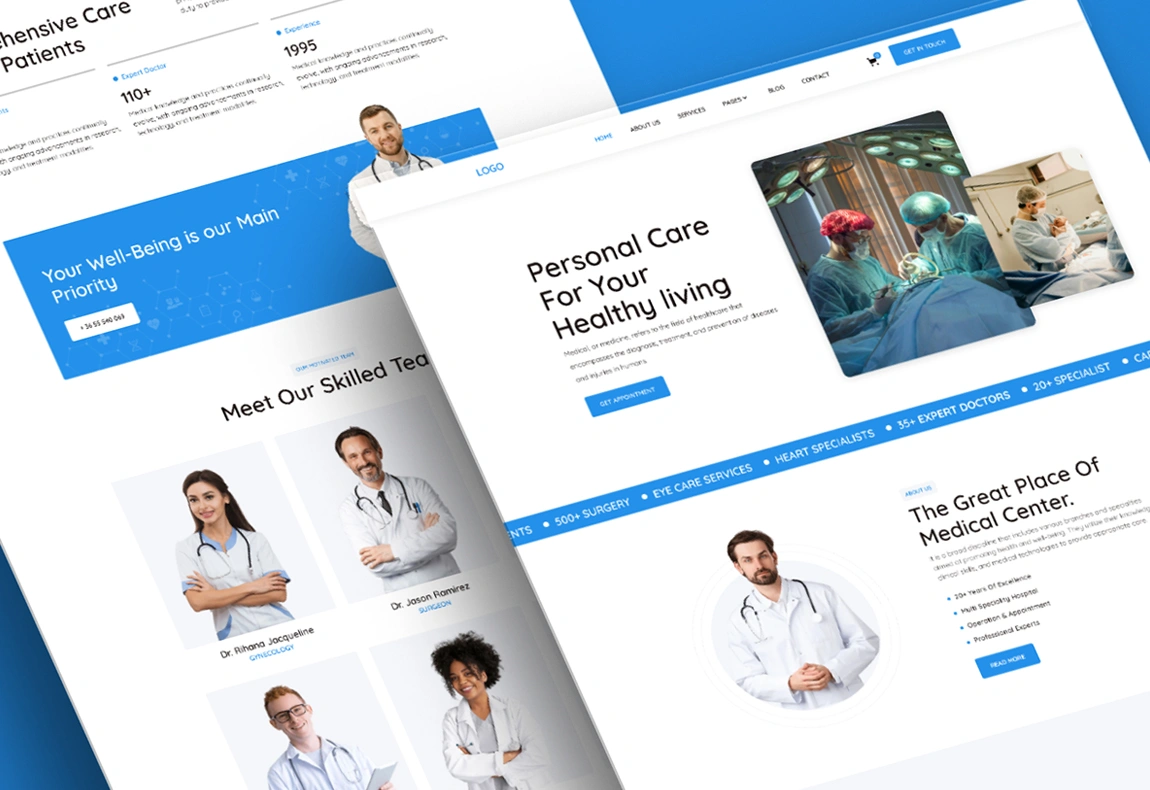 hensive Care
Patients
duty to provide
Expert Doctor
110+
Medical knowledge and practices continually
evolve, with ongoing advancements in research,
technology, and treatment modalities.
Experience
1995
Medical knowledge and practices continually
evolve, with ongoing advancements in research,
technology, and treatment modalities.
knowledge and practices continually
with ongoing advancements in research,
and treatment modalities.
Your Well-Being is our Main
Priority
OUR MOTIVATED TEAM
Meet Our Skilled Tea
Dr. Rihana Jacqueline
GYNECOLOGY
Dr. Jason Ramirez
SURGEON
LOGO
HOME
ABOUT US
SERVICES
PAGES
BLOG
CONTACT
GET IN TOUCH
Personal Care
For Your
Healthy living
Medical, or medicine, refers to the field of healthcare that
encompasses the diagnosis, treatment, and prevention of diseases
and injuries in humans.
GET APPOINTMENT
ENTS • 500+ SURGERY • EYE CARE SERVICES • HEART SPECIALISTS • 35+ EXPERT DOCTORS • 20+ SPECIALIST • CA
ABOUT US
The Great Place Of
Medical Center.
It is a broad discipline that includes various branches and specialties
aimed at promoting health and well-being. They utilize their knowledge,
clinical skills, and medical technologies to provide appropriate care
20+ Years Of Excellence
Multi Speciality Hospital
Operation & Appointment
Professional Experts
READ MORE